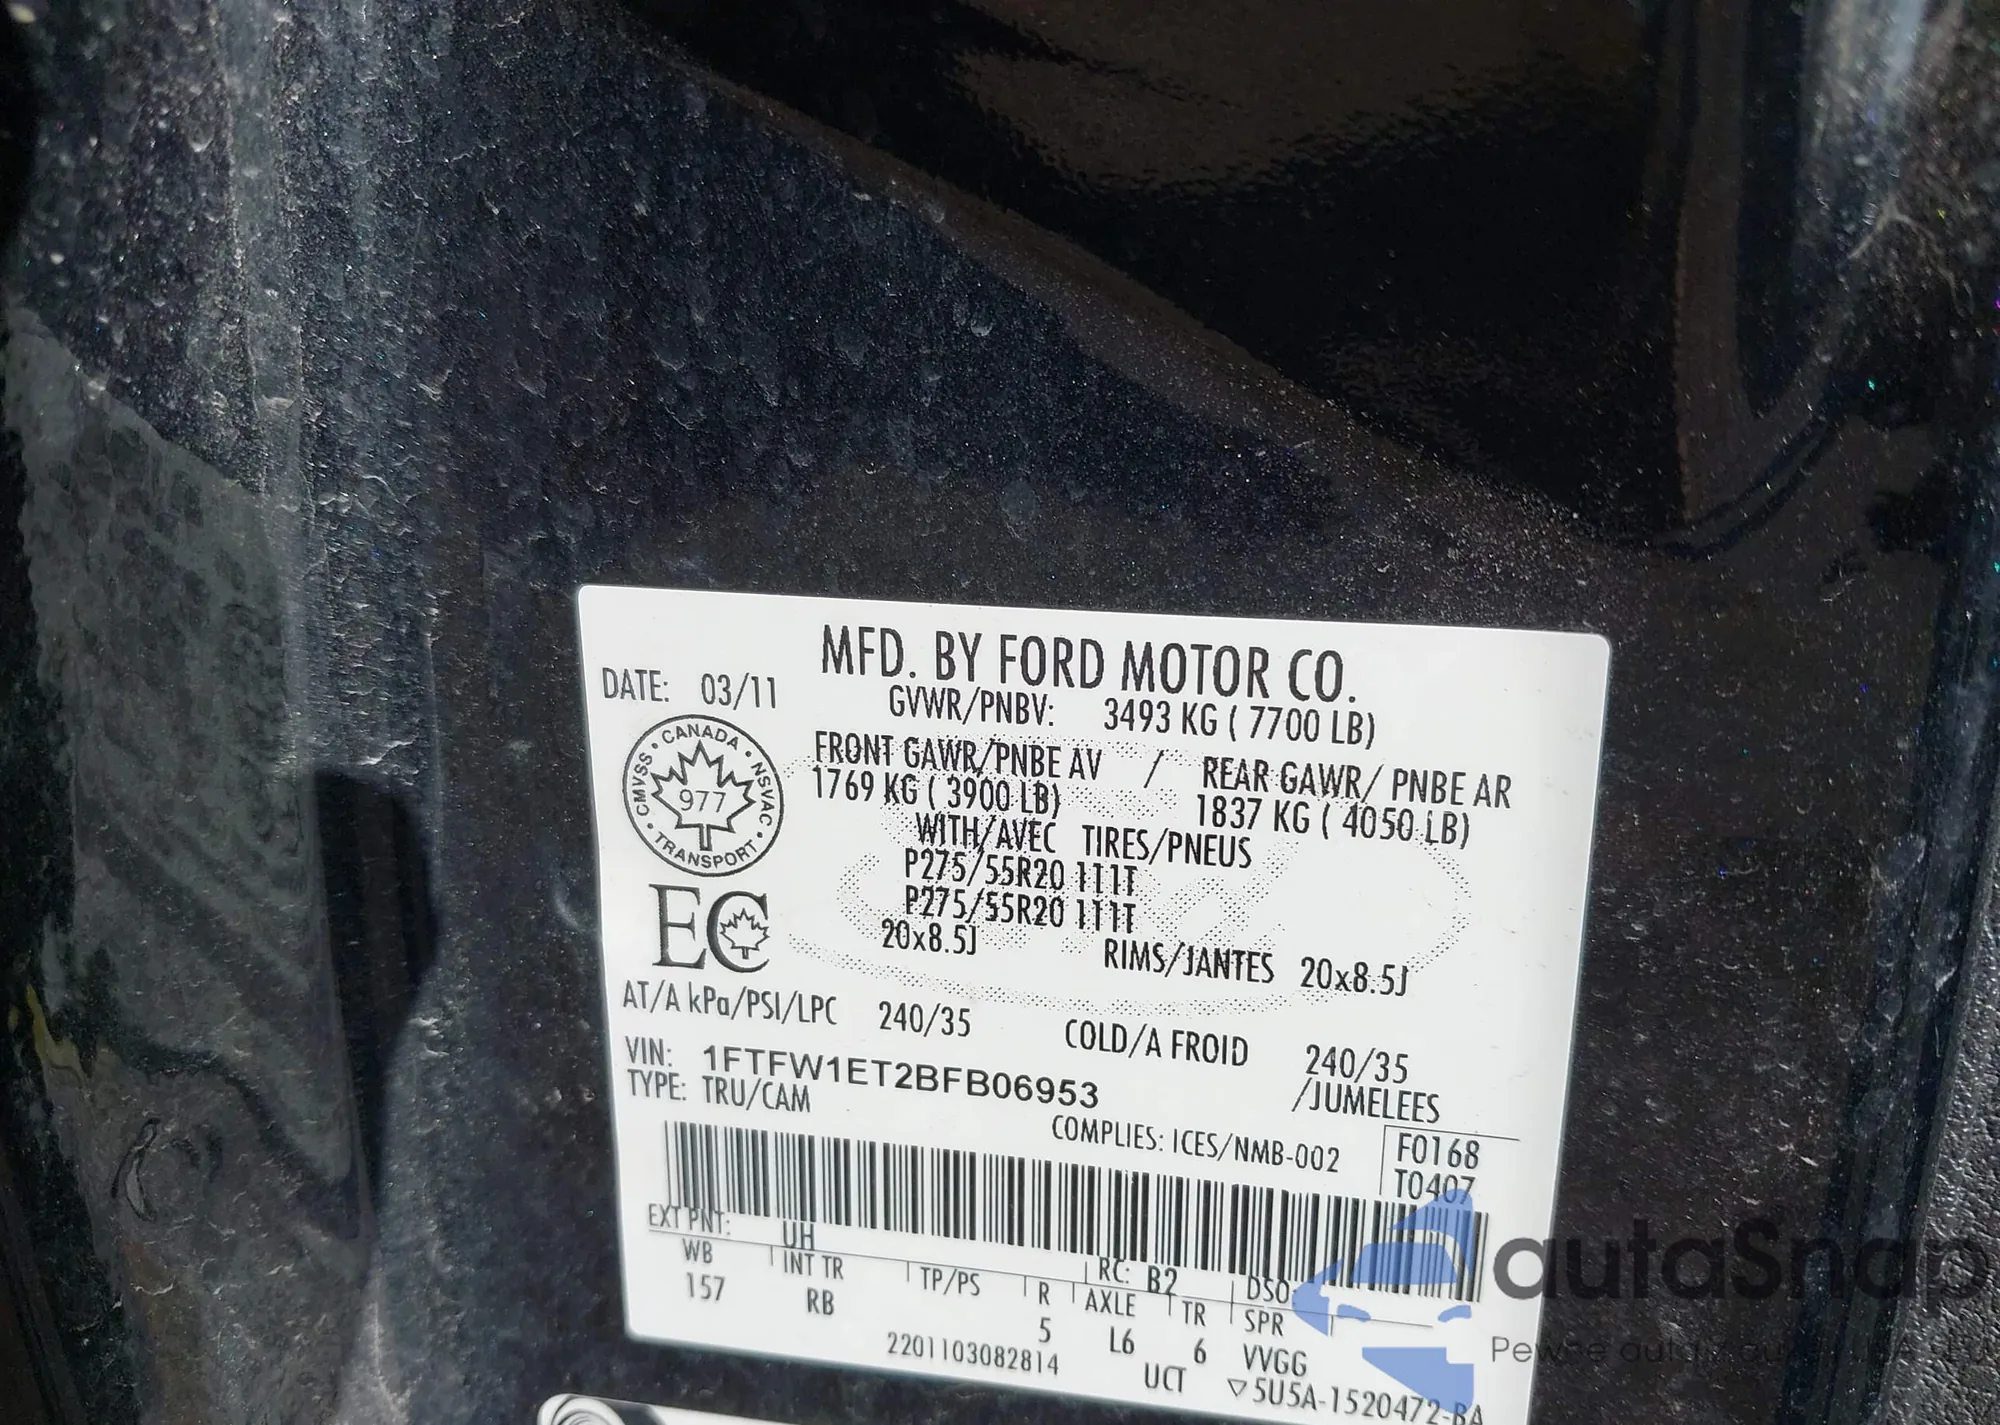 MFD. BY FORD MOTOR CO.
DATE: 03/11
GVWR/PNBV: 3493 KG ( 7700 LB)
FRONT GAWR/PNBE AV / REAR GAWR/ PNBE AR
1769 KG ( 3900 LB) 1837 KG ( 4050 LB)
WITH/AVEC TIRES/PNEUS
P275/55R20 111T
P275/55R20 111T
20x8.5J RIMS/JANTES 20x8.5J
CMVSS • CANADA • NSVAC • TRANSPORT •
977
EC
AT/A kPa/PSI/LPC 240/35 COLD/A FROID 240/35
VIN: 1FTFW1ET2BFB06953 /JUMELEES
TYPE: TRU/CAM
COMPLIES: ICES/NMB-002 F0168
T0407
EXT PNT: UH RC: B2 DSO:
WB INT TR TP/PS R AXLE TR SPR
157 RB 5 L6 6 VVGG
2201103082814 UCT ▽5U5A-1520472-BA
autaSnap
Pewne auta z